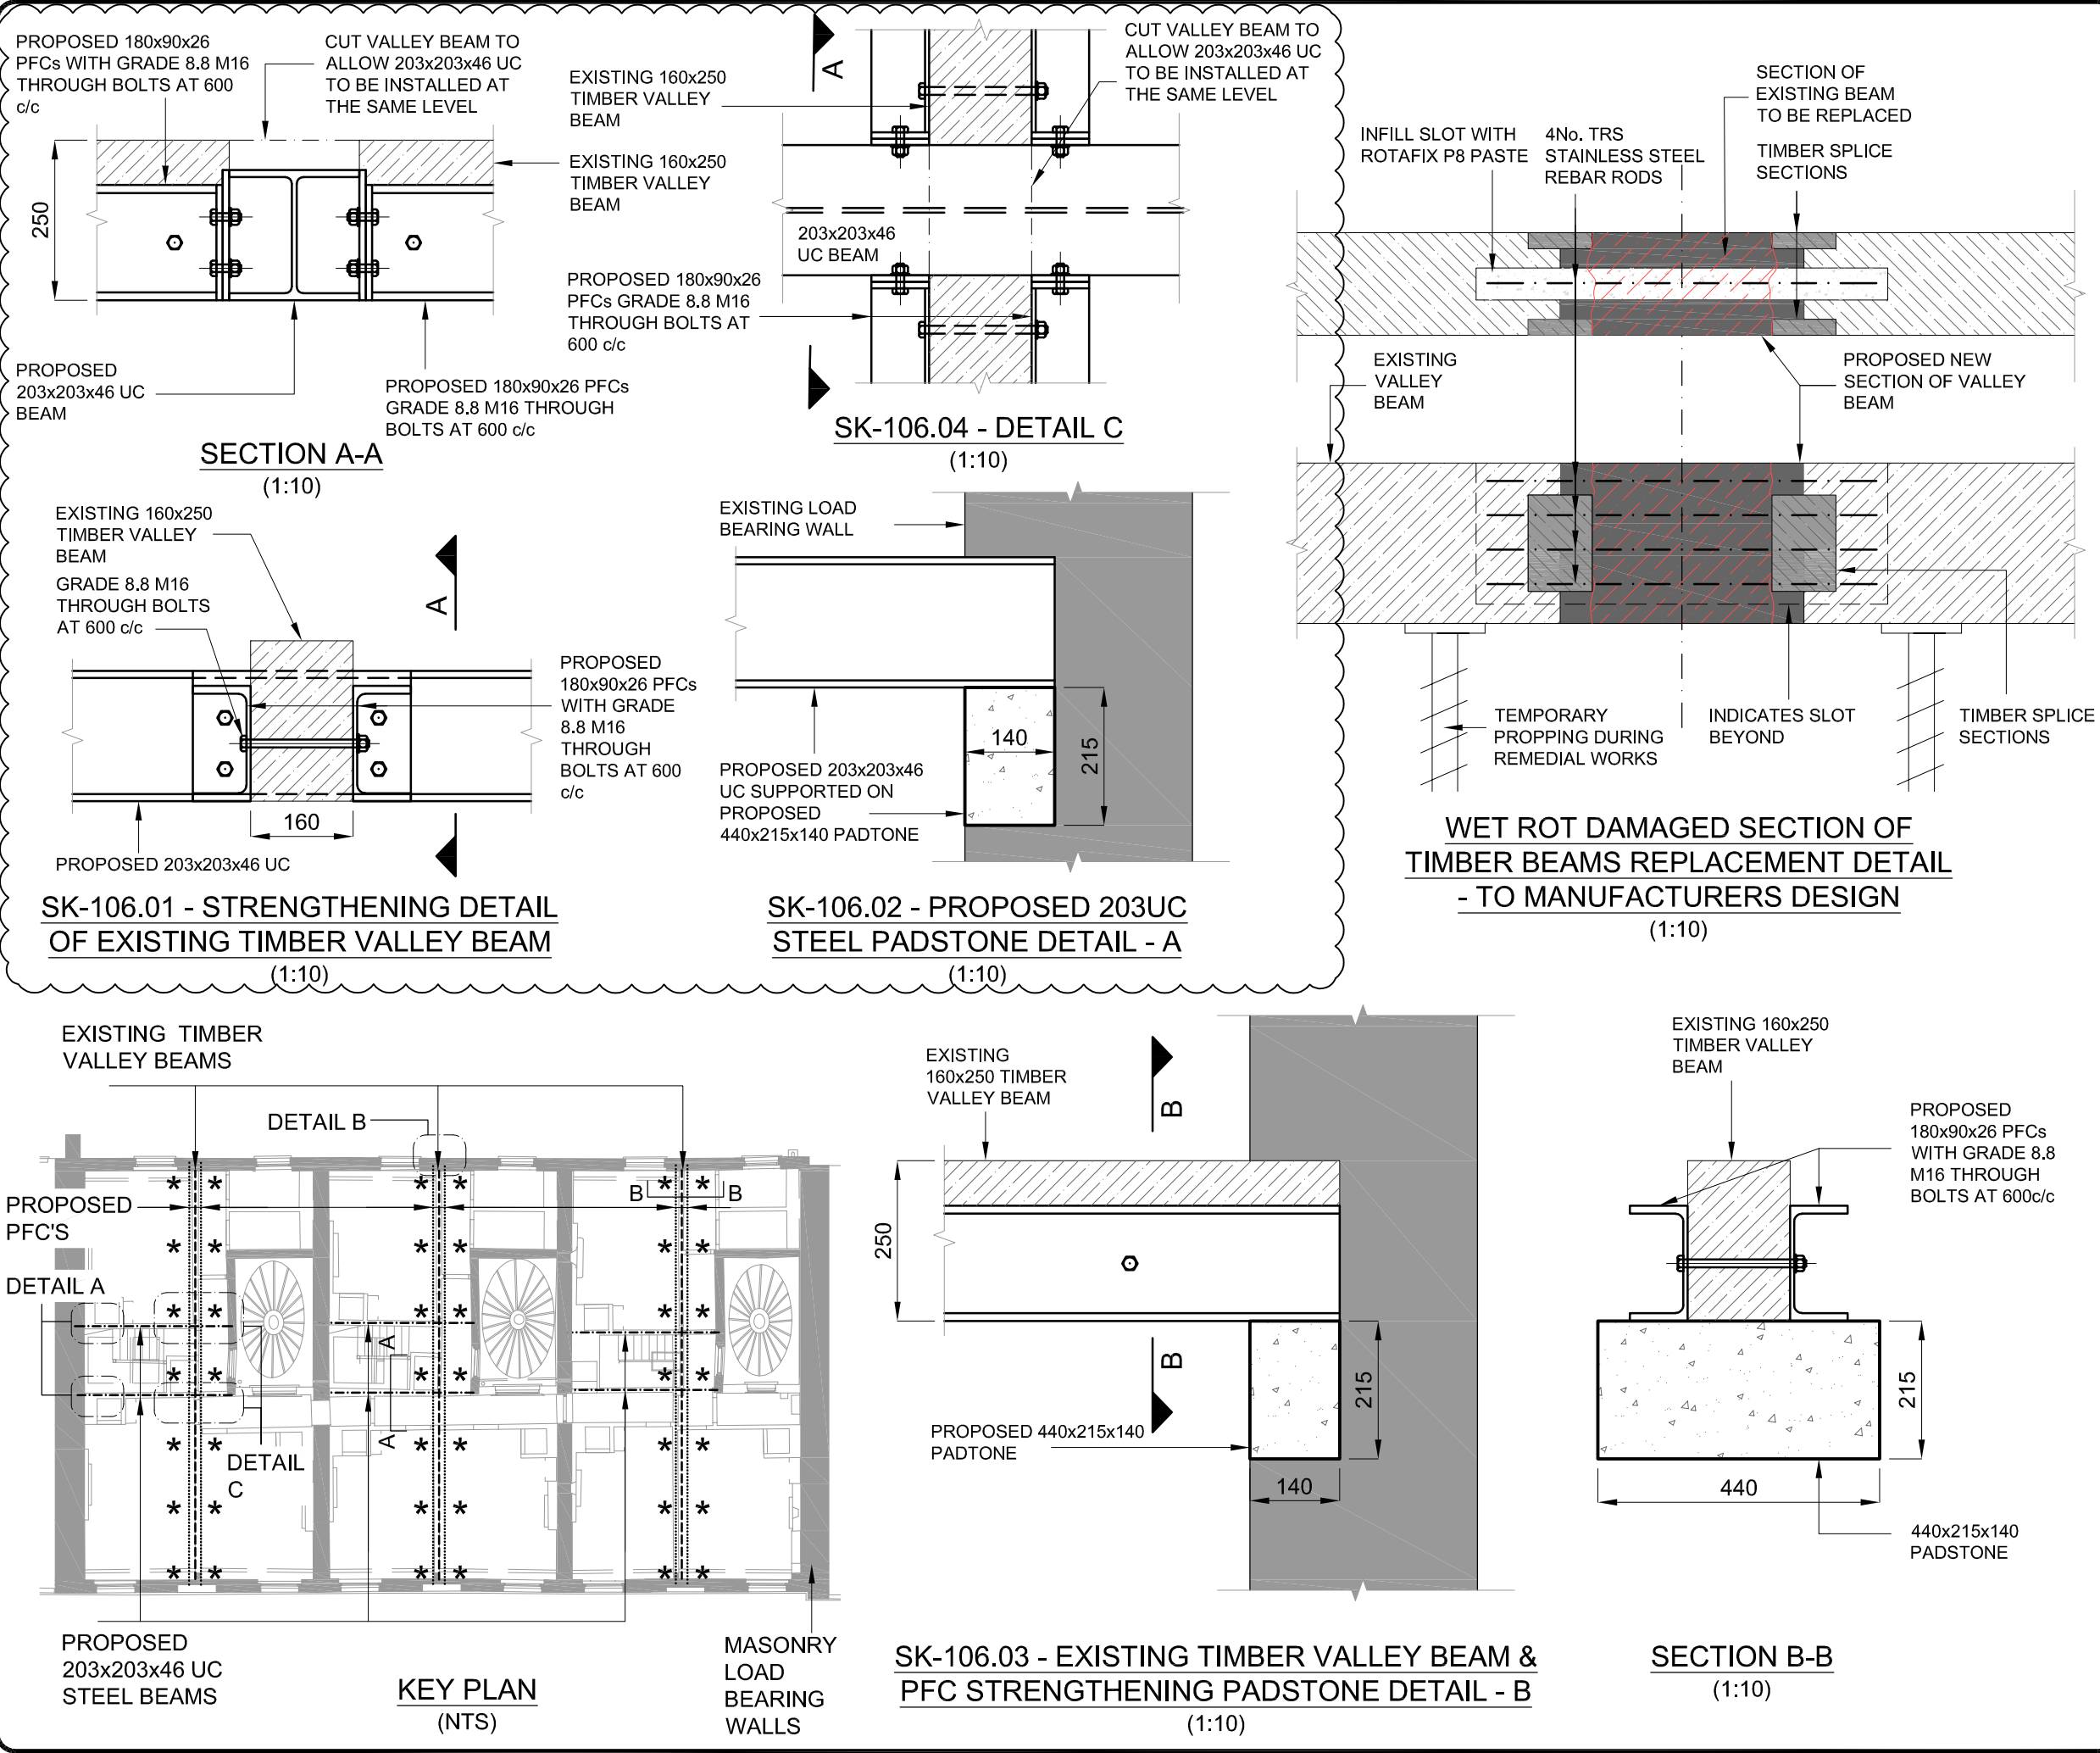 PROPOSED 180x90x26
PFCs WITH GRADE 8.8 M16
THROUGH BOLTS AT 600
c/c
CUT VALLEY BEAM TO
ALLOW 203x203x46 UC
TO BE INSTALLED AT
THE SAME LEVEL
EXISTING 160x250
TIMBER VALLEY
BEAM
EXISTING 160x250
TIMBER VALLEY
BEAM
250
PROPOSED
203x203x46 UC
BEAM
PROPOSED 180x90x26 PFCs
GRADE 8.8 M16 THROUGH
BOLTS AT 600 c/c
SECTION A-A
(1:10)
A
CUT VALLEY BEAM TO
ALLOW 203x203x46 UC
TO BE INSTALLED AT
THE SAME LEVEL
203x203x46
UC BEAM
PROPOSED 180x90x26
PFCs GRADE 8.8 M16
THROUGH BOLTS AT
600 c/c
SK-106.04 - DETAIL C
(1:10)
EXISTING 160x250
TIMBER VALLEY
BEAM
GRADE 8.8 M16
THROUGH BOLTS
AT 600 c/c
A
PROPOSED
180x90x26 PFCs
WITH GRADE
8.8 M16
THROUGH
BOLTS AT 600
c/c
160
PROPOSED 203x203x46 UC
SK-106.01 - STRENGTHENING DETAIL
OF EXISTING TIMBER VALLEY BEAM
(1:10)
EXISTING LOAD
BEARING WALL
140
215
PROPOSED 203x203x46
UC SUPPORTED ON
PROPOSED
440x215x140 PADTONE
SK-106.02 - PROPOSED 203UC
STEEL PADSTONE DETAIL - A
(1:10)
SECTION OF
EXISTING BEAM
TO BE REPLACED
INFILL SLOT WITH
ROTAFIX P8 PASTE
4No. TRS
STAINLESS STEEL
REBAR RODS
TIMBER SPLICE
SECTIONS
EXISTING
VALLEY
BEAM
PROPOSED NEW
SECTION OF VALLEY
BEAM
TEMPORARY
PROPPING DURING
REMEDIAL WORKS
INDICATES SLOT
BEYOND
TIMBER SPLICE
SECTIONS
WET ROT DAMAGED SECTION OF
TIMBER BEAMS REPLACEMENT DETAIL
- TO MANUFACTURERS DESIGN
(1:10)
EXISTING TIMBER
VALLEY BEAMS
DETAIL B
PROPOSED
PFC'S
B
B
DETAIL A
A
A
DETAIL
C
PROPOSED
203x203x46 UC
STEEL BEAMS
KEY PLAN
(NTS)
MASONRY
LOAD
BEARING
WALLS
EXISTING
160x250 TIMBER
VALLEY BEAM
B
250
B
215
PROPOSED 440x215x140
PADTONE
140
SK-106.03 - EXISTING TIMBER VALLEY BEAM &
PFC STRENGTHENING PADSTONE DETAIL - B
(1:10)
EXISTING 160x250
TIMBER VALLEY
BEAM
PROPOSED
180x90x26 PFCs
WITH GRADE 8.8
M16 THROUGH
BOLTS AT 600c/c
215
440
440x215x140
PADSTONE
SECTION B-B
(1:10)